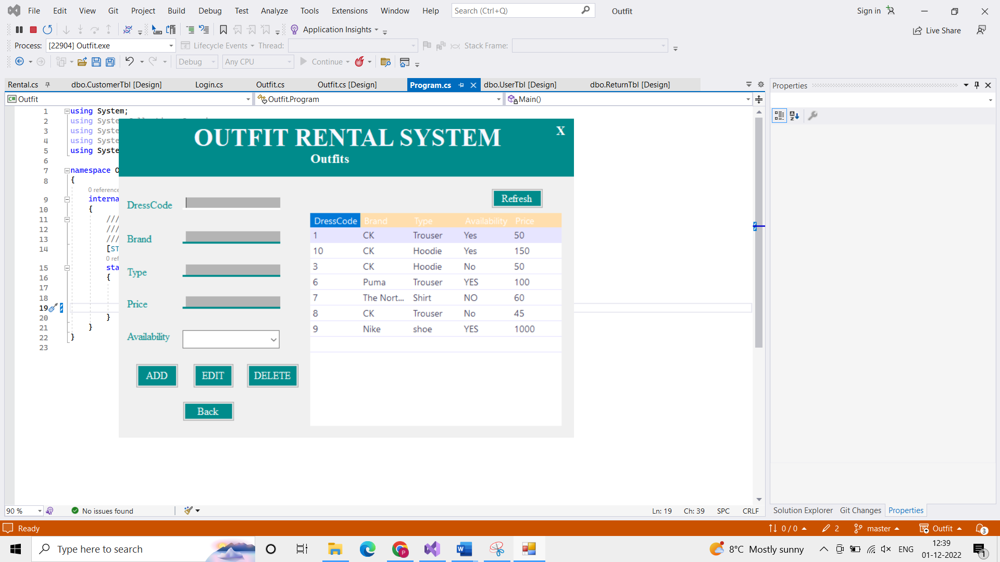 File Edit View Git Project Build Debug Test Analyze Tools Extensions Window Help Search (Ctrl+Q) Outfit Sign in
Application Insights Live Share
Process: [22904] Outfit.exe Lifecycle Events Thread: Stack Frame:
Debug Any CPU Continue
Rental.cs dbo.CustomerTbl [Design] Login.cs Outfit.cs Outfit.cs [Design] Program.cs dbo.UserTbl [Design] dbo.ReturnTbl [Design] Properties
C# Outfit Outfit.Program Main()
1 using System;
2 using Syste
3 using Syste
4 using Syste
5 using Syste
6
7 namespace O
8 {
0 reference
9 interna
10 {
11 ///
12 ///
13 ///
14 [ST
0 ref
15 sta
16 {
17
18
19
20 }
21 }
22 }
23
OUTFIT RENTAL SYSTEM X
Outfits
DressCode
Brand
Type
Price
Availability
ADD EDIT DELETE
Back
Refresh
DressCode Brand Type Availability Price
1 CK Trouser Yes 50
10 CK Hoodie Yes 150
3 CK Hoodie No 50
6 Puma Trouser YES 100
7 The Nort... Shirt NO 60
8 CK Trouser No 45
9 Nike shoe YES 1000
90 % No issues found Ln: 19 Ch: 39 SPC CRLF
Solution Explorer Git Changes Properties
Ready 0 / 0 2 master Outfit 3
Type here to search 8°C Mostly sunny ENG 12:39
01-12-2022 1